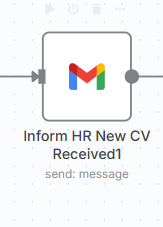 Inform HR New CV
Received1
send: message